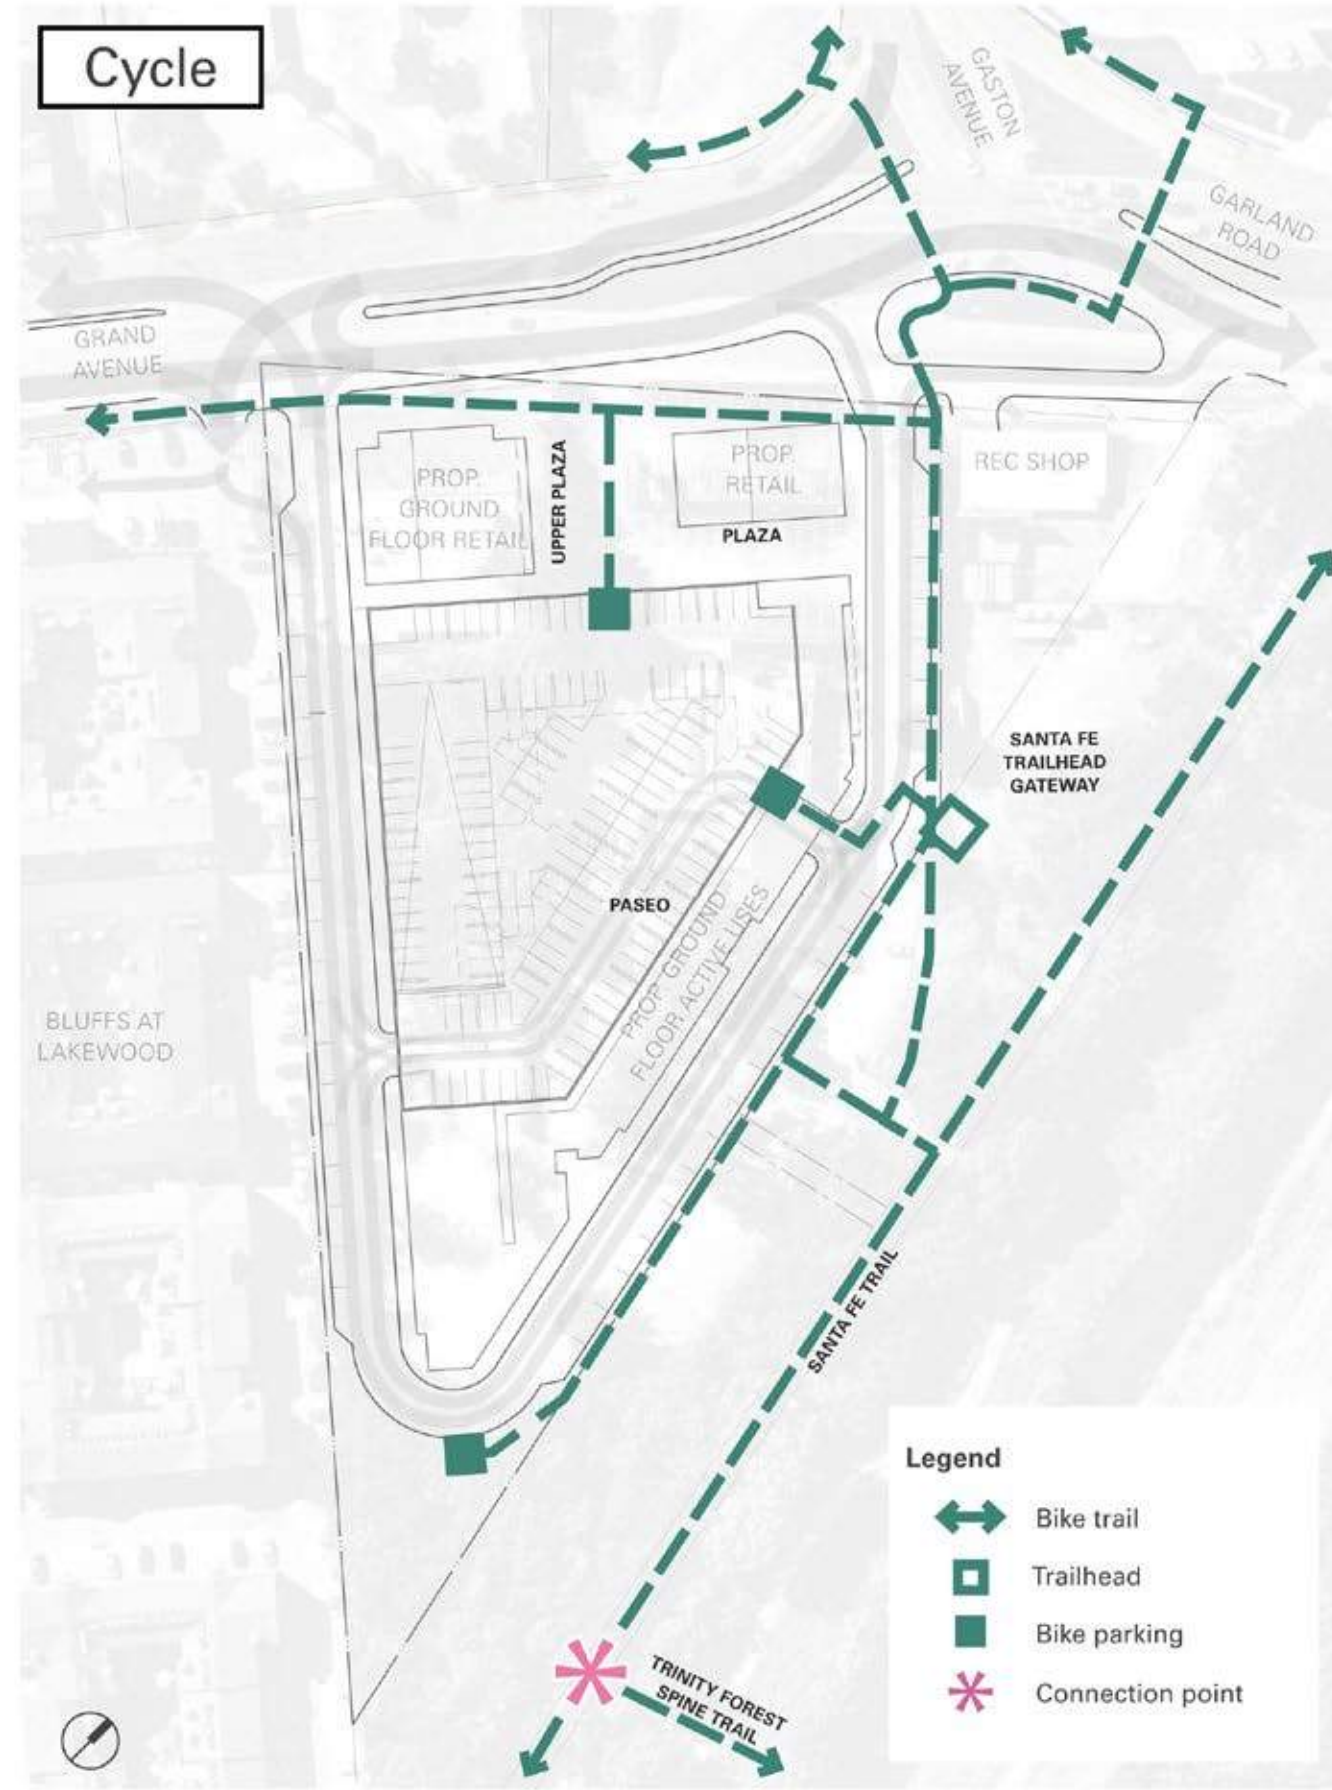 Cycle
GASTON
AVENUE
GARLAND
ROAD
GRAND
AVENUE
PROP.
GROUND
FLOOR RETAIL
UPPER PLAZA
PROP.
RETAIL
PLAZA
REC SHOP
SANTA FE
TRAILHEAD
GATEWAY
PASEO
PROP. GROUND
FLOOR ACTIVE USES
BLUFFS AT
LAKEWOOD
SANTA FE TRAIL
TRINITY FOREST
SPINE TRAIL
Legend
Bike trail
Trailhead
Bike parking
Connection point